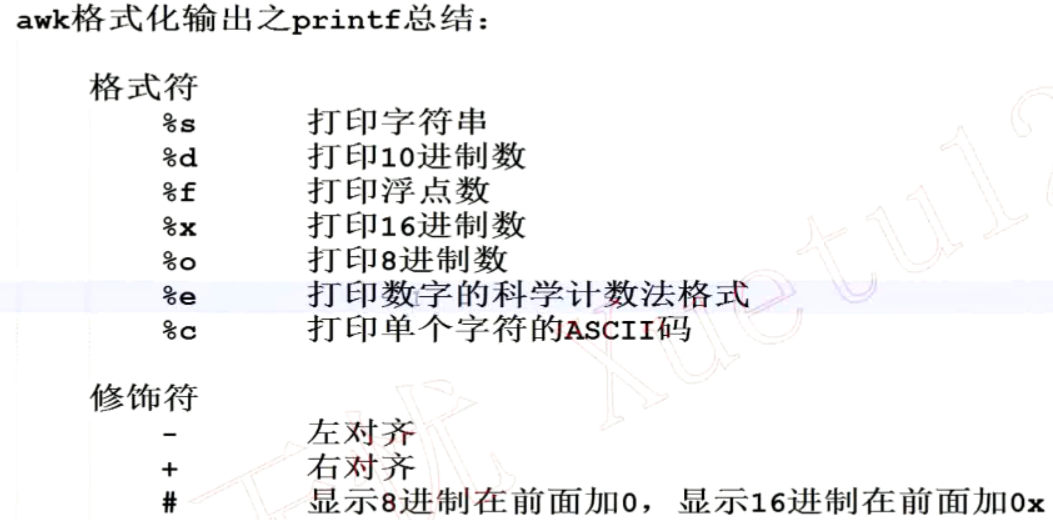 awk格式化输出之printf总结:
格式符
%s 打印字符串
%d 打印10进制数
%f 打印浮点数
%x 打印16进制数
%o 打印8进制数
%e 打印数字的科学计数法格式
%c 打印单个字符的ASCII码
修饰符
- 左对齐
+ 右对齐
# 显示8进制在前面加0，显示16进制在前面加0x